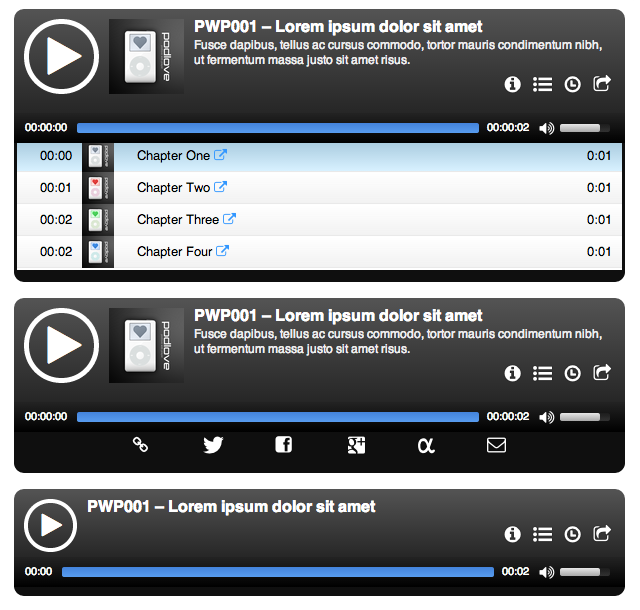 PWP001 – Lorem ipsum dolor sit amet
Fusce dapibus, tellus ac cursus commodo, tortor mauris condimentum nibh,
ut fermentum massa justo sit amet risus.
podlove
00:00:00 00:00:02
00:00 podlove Chapter One 0:01
00:01 podlove Chapter Two 0:01
00:02 podlove Chapter Three 0:01
00:02 podlove Chapter Four 0:01
PWP001 – Lorem ipsum dolor sit amet
Fusce dapibus, tellus ac cursus commodo, tortor mauris condimentum nibh,
ut fermentum massa justo sit amet risus.
podlove
00:00:00 00:00:02
PWP001 – Lorem ipsum dolor sit amet
00:00 00:02